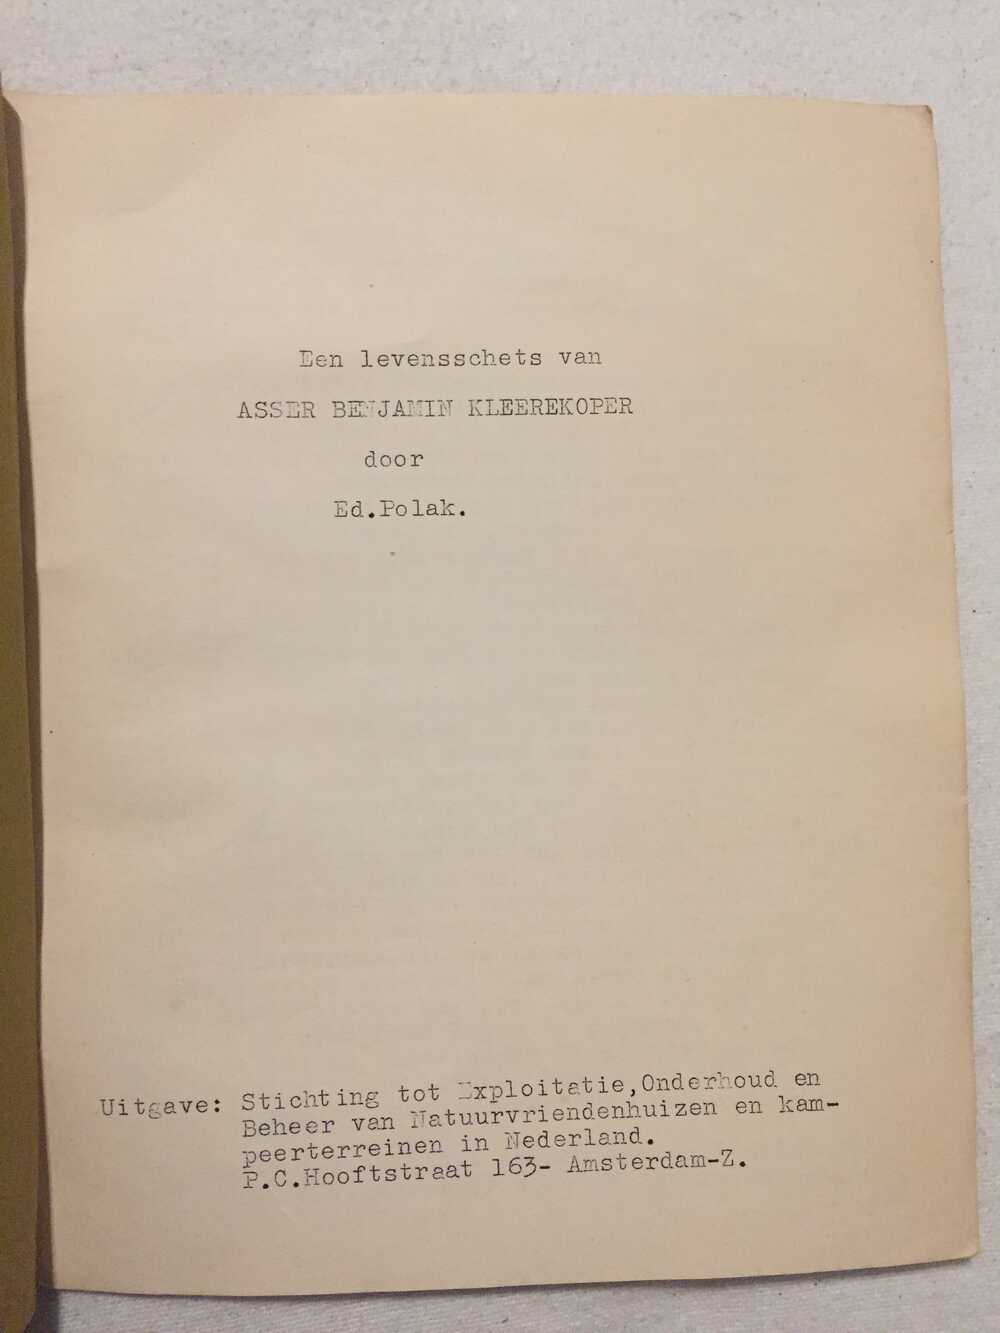 Een levensschets van
ASSER BENJAMIN KLEEREKOPER
door
Ed.Polak.
Uitgave: Stichting tot Exploitatie,Onderhoud en
Beheer van Natuurvriendenhuizen en kam-
peerterreinen in Nederland.
P.C.Hooftstraat 163- Amsterdam-Z.